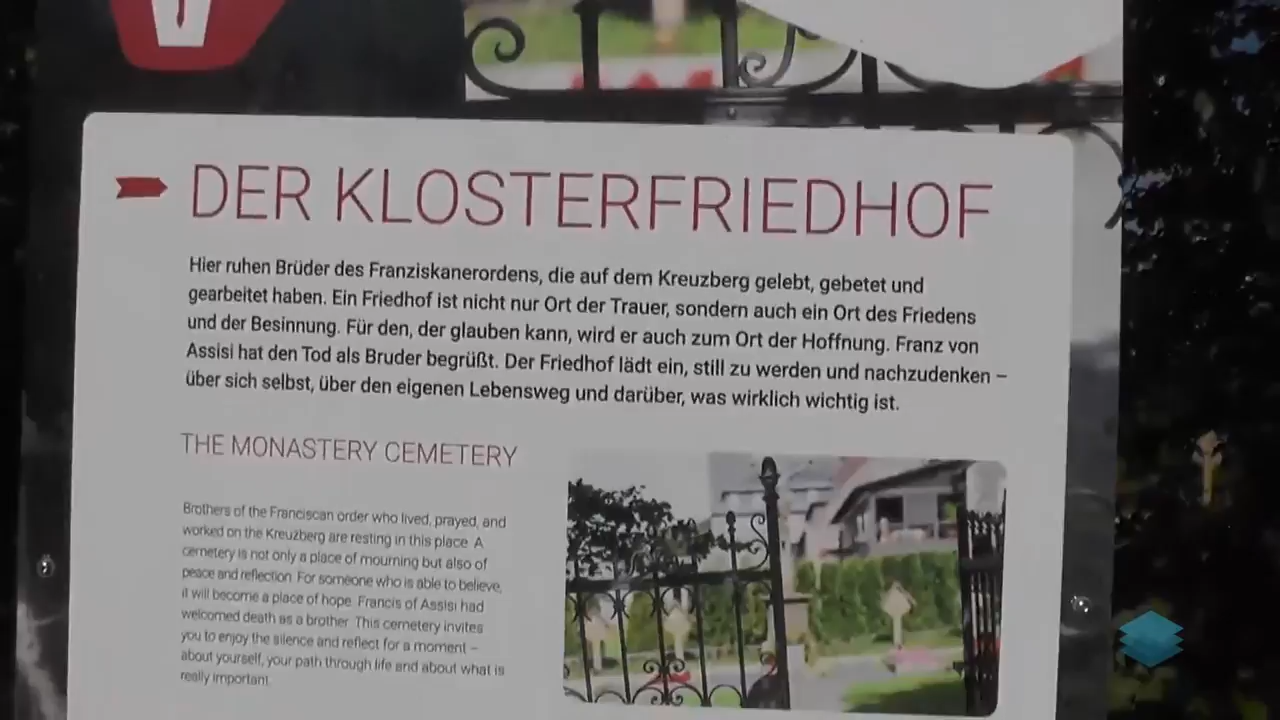 DER KLOSTERFRIEDHOF
Hier ruhen Brüder des Franziskanerordens, die auf dem Kreuzberg gelebt, gebetet und
gearbeitet haben. Ein Friedhof ist nicht nur Ort der Trauer, sondern auch ein Ort des Friedens
und der Besinnung. Für den, der glauben kann, wird er auch zum Ort der Hoffnung. Franz von
Assisi hat den Tod als Bruder begrüßt. Der Friedhof lädt ein, still zu werden und nachzudenken –
über sich selbst, über den eigenen Lebensweg und darüber, was wirklich wichtig ist.
THE MONASTERY CEMETERY
Brothers of the Franciscan order who lived, prayed, and
worked on the Kreuzberg are resting in this place. A
cemetery is not only a place of mourning but also of
peace and reflection. For someone who is able to believe,
it will become a place of hope. Francis of Assisi had
welcomed death as a brother. This cemetery invites
you to enjoy the silence and reflect for a moment –
about yourself, your path through life and about what is
really important.